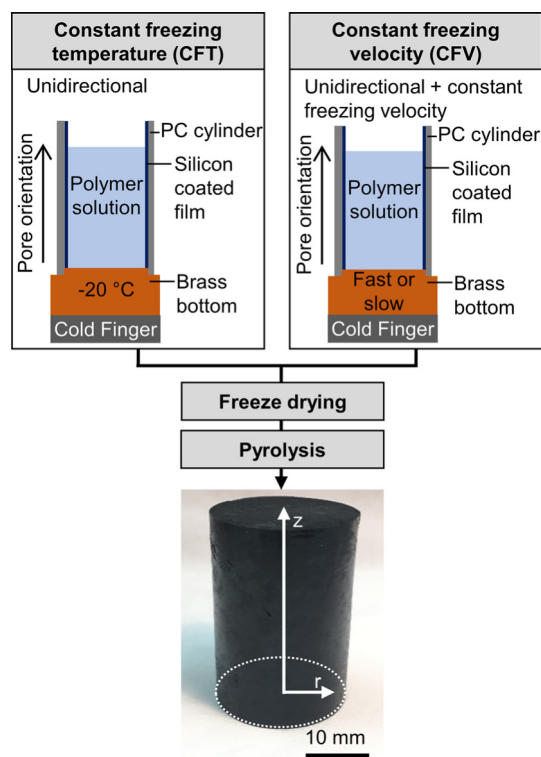 Constant freezing
temperature (CFT)
Unidirectional
PC cylinder
Silicon
coated
film
Polymer
solution
Pore orientation
-20 °C
Brass
bottom
Cold Finger
Constant freezing
velocity (CFV)
Unidirectional + constant
freezing velocity
PC cylinder
Silicon
coated
film
Polymer
solution
Pore orientation
Fast or
slow
Brass
bottom
Cold Finger
Freeze drying
Pyrolysis
z
r
10 mm